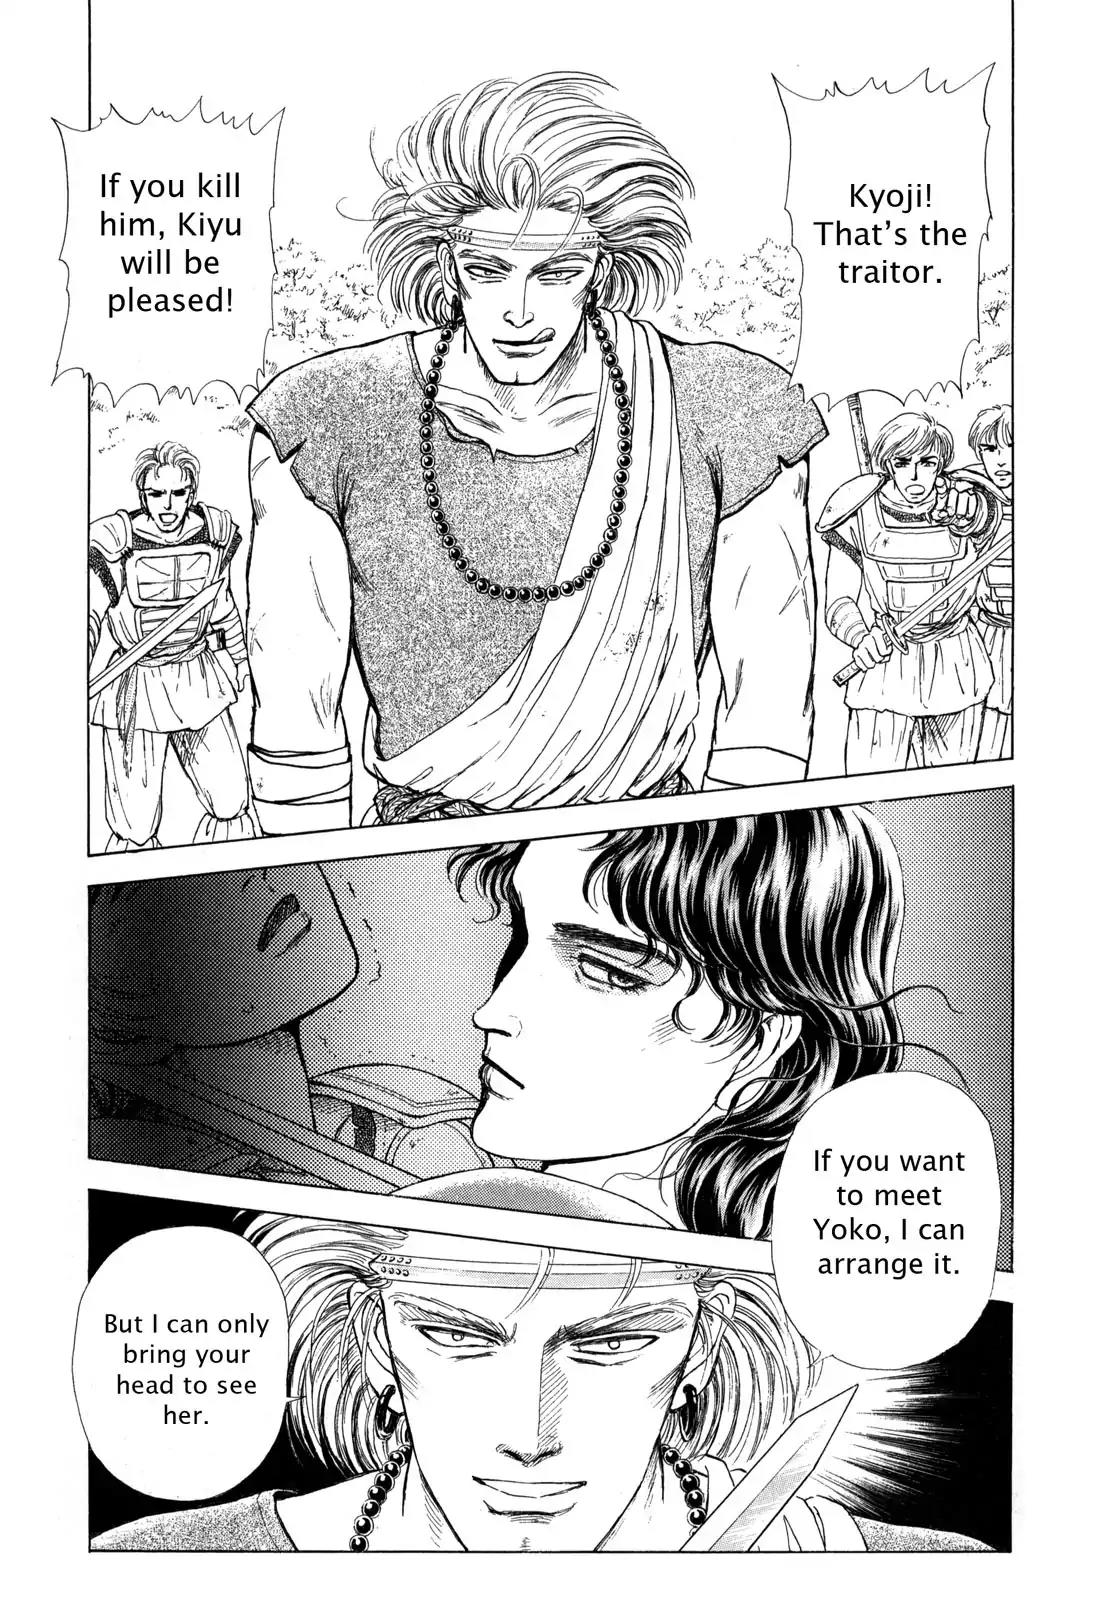 Kyoji!
That's the
traitor.
If you kill
him, Kiyu
will be
pleased!
If you want
to meet
Yoko, I can
arrange it.
But I can only
bring your
head to see
her.